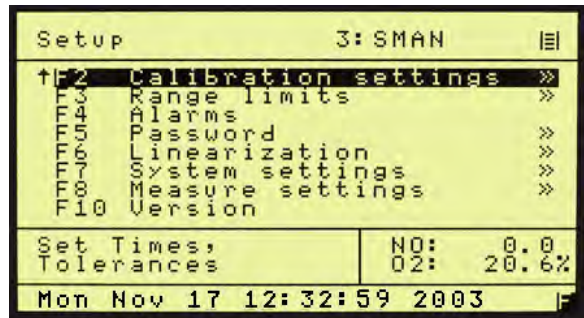 Setup 3:SMAN
↑F2 Calibration settings »
F3 Range limits »
F4 Alarms
F5 Password »
F6 Linearization »
F7 System settings »
F8 Measure settings »
F10 Version
Set Times,
Tolerances
NO: 0.0
O2: 20.6%
Mon Nov 17 12:32:59 2003